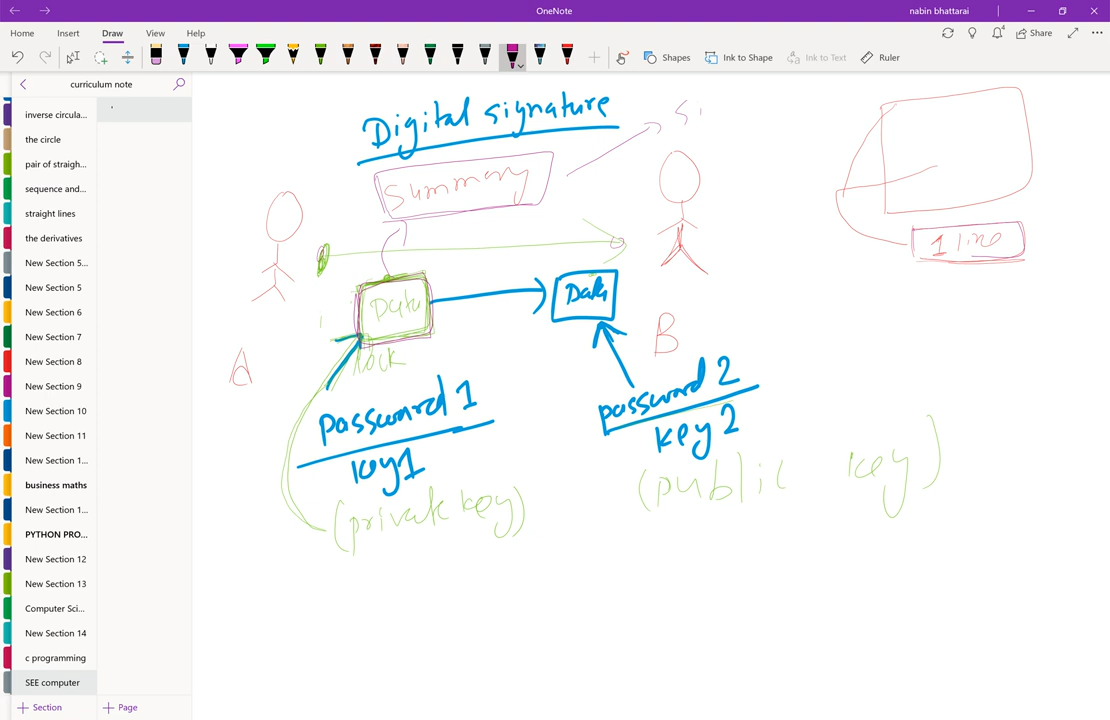 OneNote
nabin bhattarai
Home Insert Draw View Help
Share
Shapes Ink to Shape Ink to Text Ruler
curriculum note
inverse circula...
the circle
pair of straigh...
sequence and...
straight lines
the derivatives
New Section 5...
New Section 5
New Section 6
New Section 7
New Section 8
New Section 9
New Section 10
New Section 11
New Section 1...
business maths
New Section 1...
PYTHON PRO...
New Section 12
New Section 13
Computer Sci...
New Section 14
c programming
SEE computer
Section
Page
Digital signature
Summary
Si
1 line
Data
Data
lock
A
B
password 1
key1
(private key)
password 2
key 2
(public key)